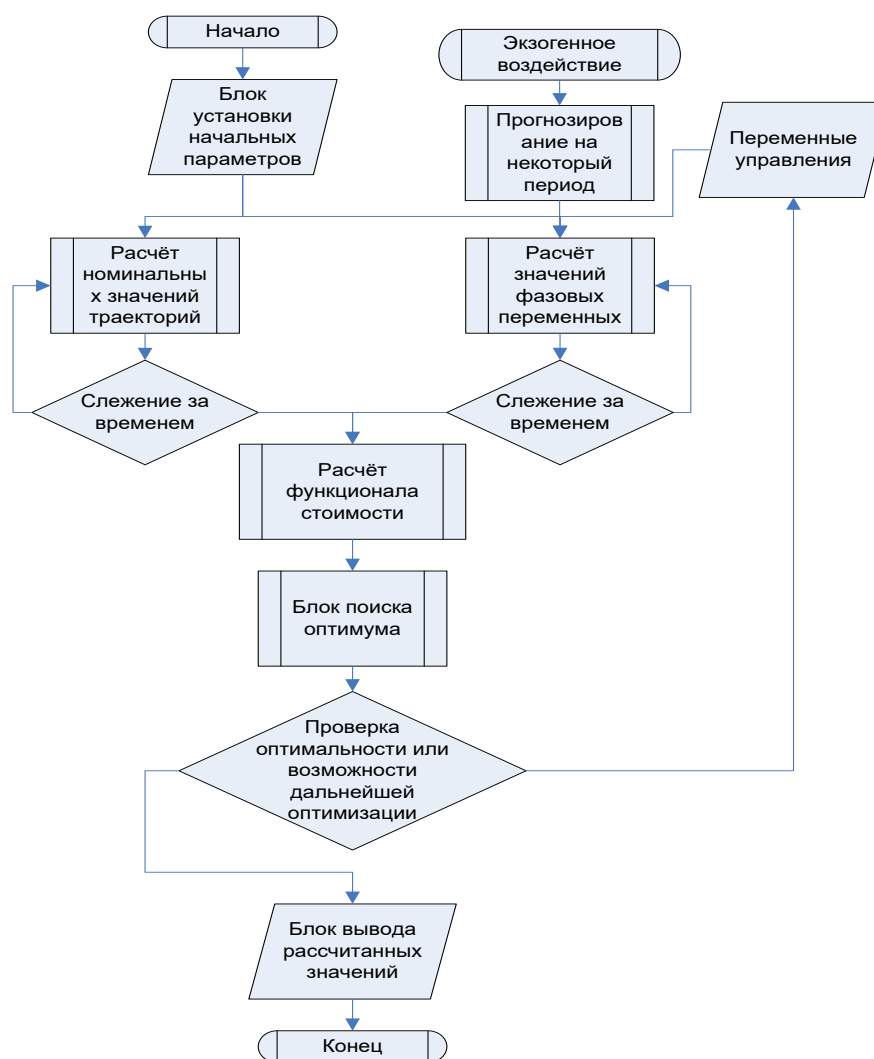 Начало
Экзогенное
воздействие
Блок
установки
начальных
параметров
Прогнозиров
ание на
некоторый
период
Переменные
управления
Расчёт
номинальны
х значений
траекторий
Расчёт
значений
фазовых
переменных
Слежение за
временем
Слежение за
временем
Расчёт
функционала
стоимости
Блок поиска
оптимума
Проверка
оптимальности или
возможности
дальнейшей
оптимизации
Блок вывода
рассчитанных
значений
Конец